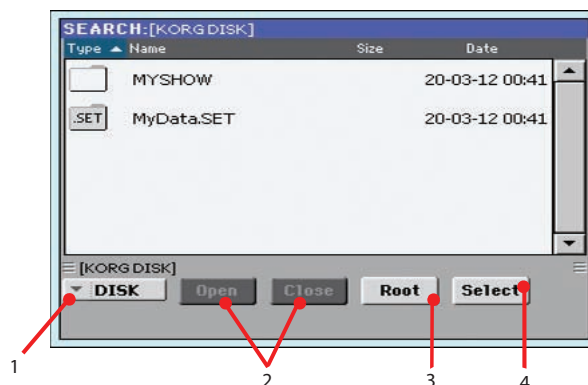 SEARCH:[KORG DISK]
Type Name Size Date
MYSHOW 20-03-12 00:41
.SET MyData.SET 20-03-12 00:41
[KORG DISK]
DISK Open Close Root Select
1 2 3 4